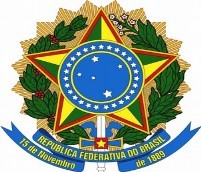 REPÚBLICA FEDERATIVA DO BRASIL
15 de Novembro
de 1889